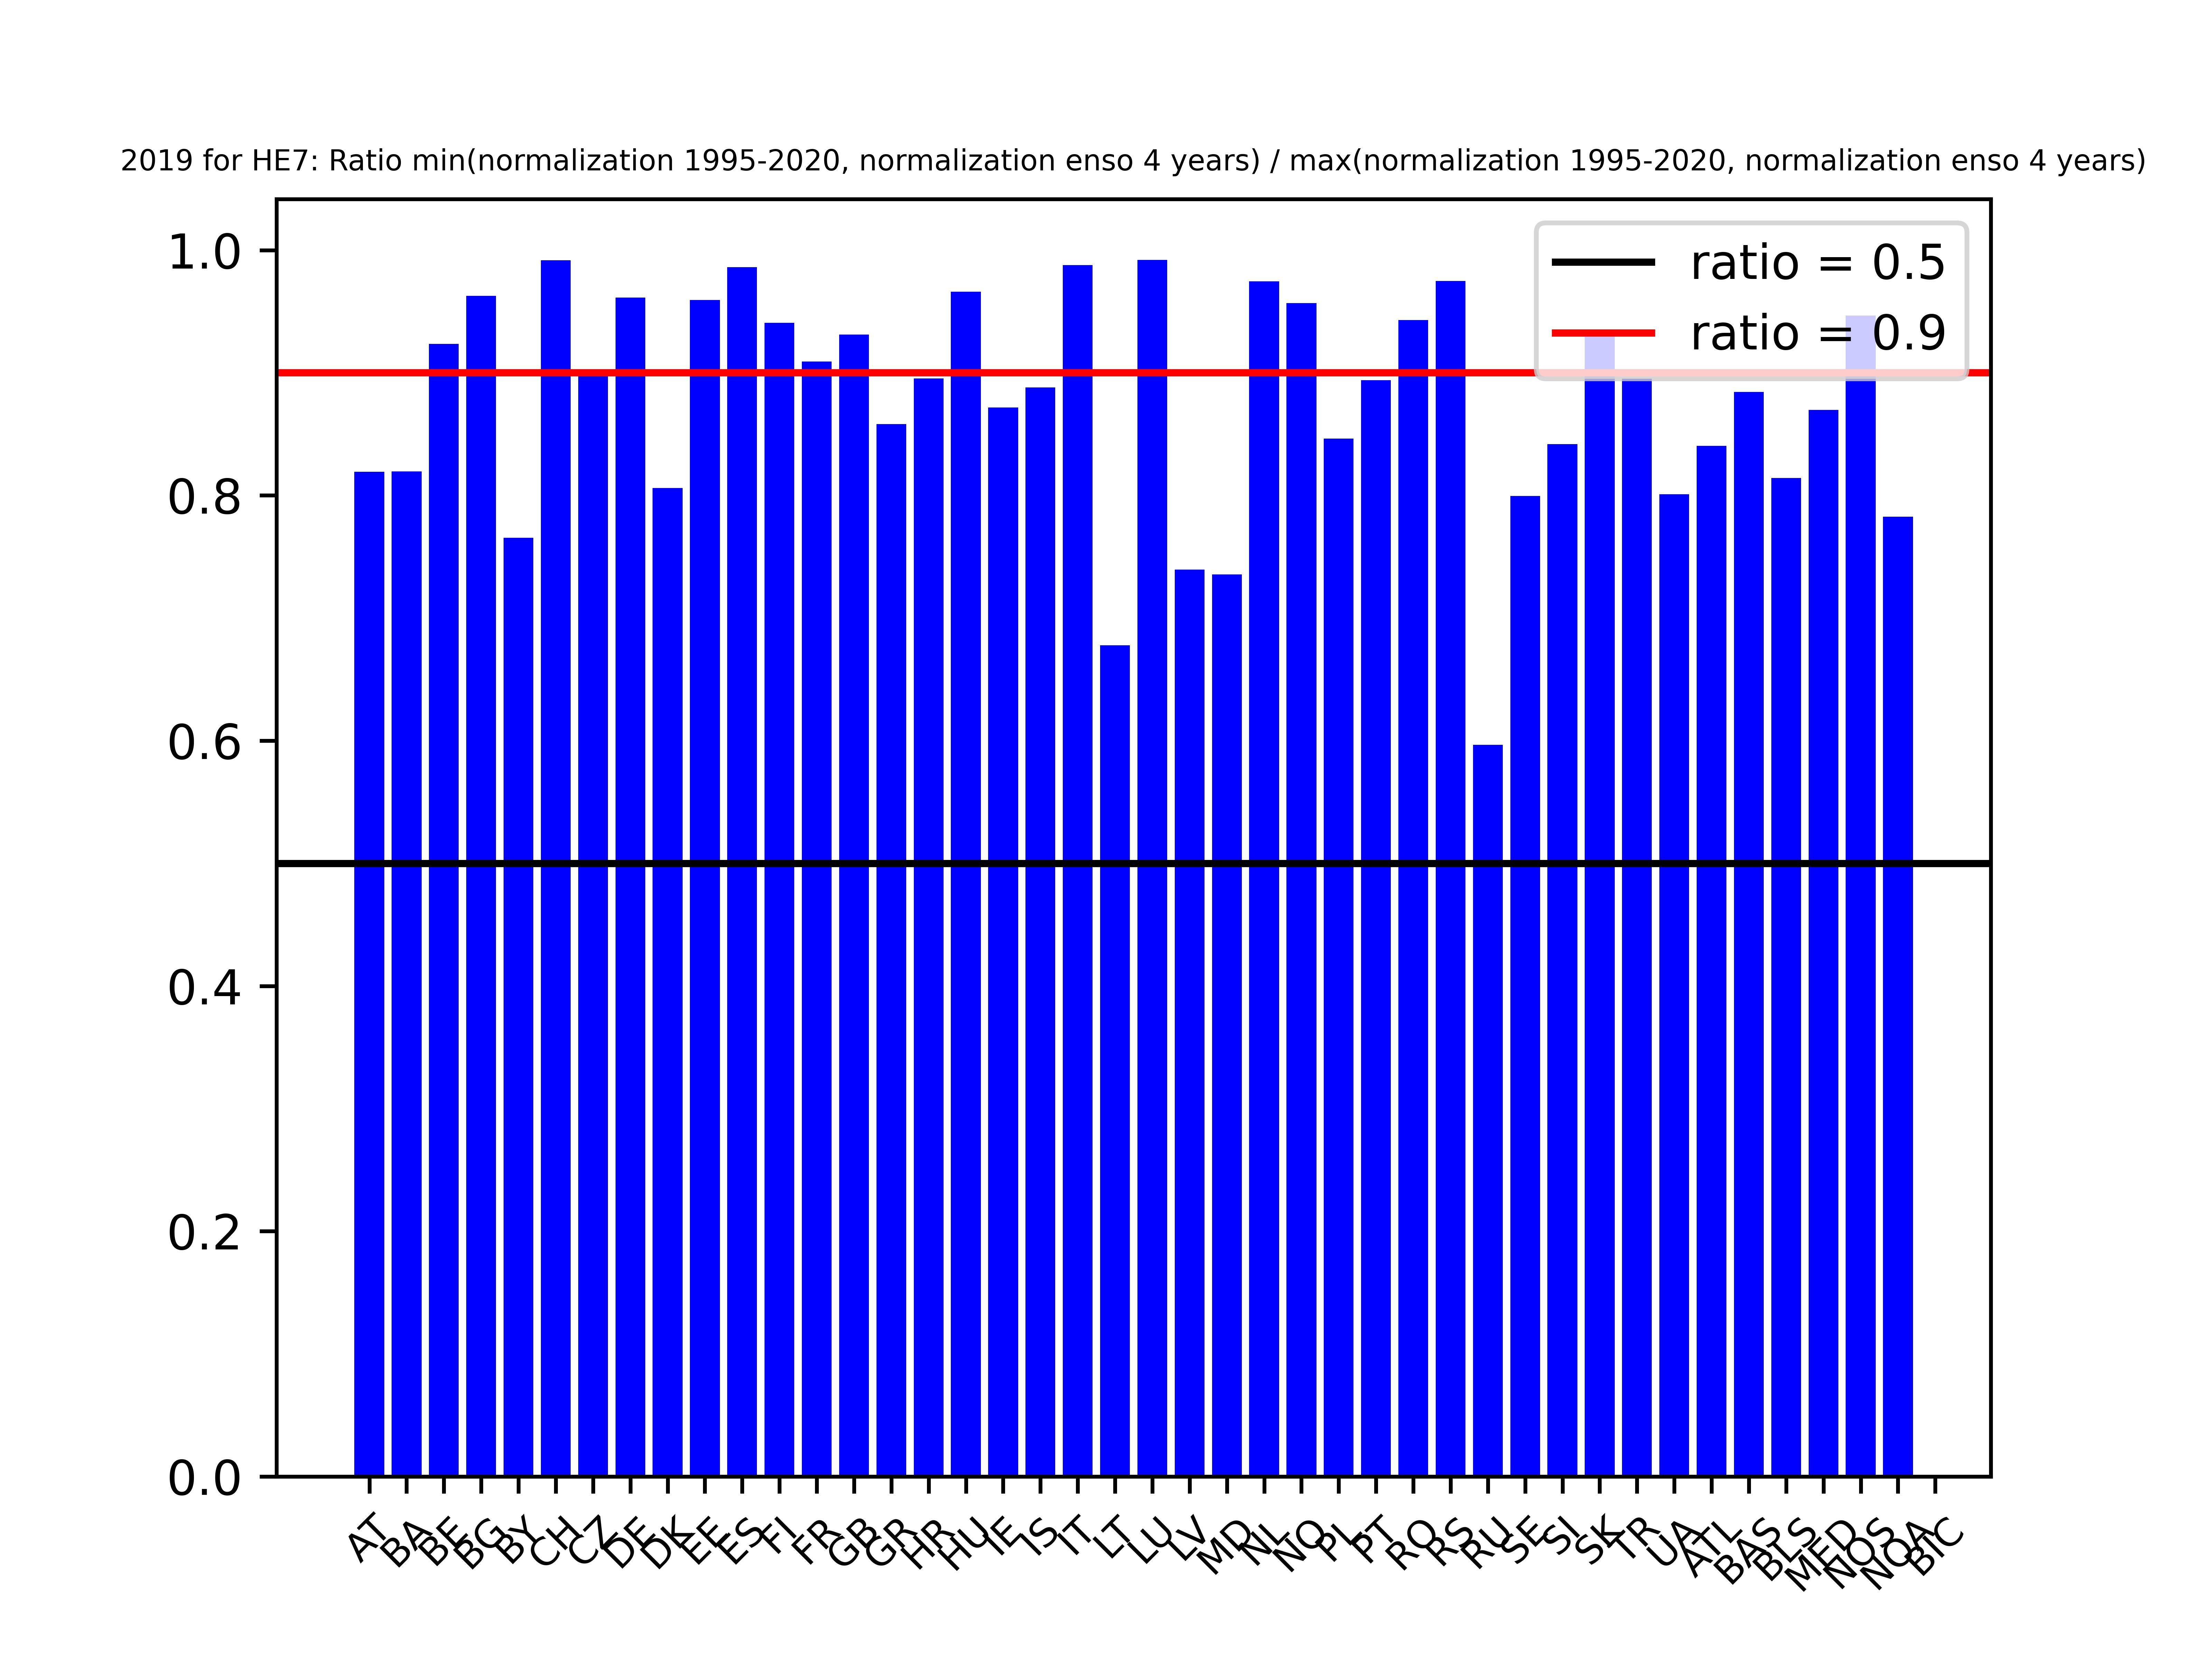 2019 for HE7: Ratio min(normalization 1995-2020, normalization enso 4 years) / max(normalization 1995-2020, normalization enso 4 years)
ratio = 0.5
ratio = 0.9
1.0
0.8
0.6
0.4
0.2
0.0
AT BA BE BG BY CH CZ DE DK EE ES FI FR GB GR HR HU IE IS IT LT LU LV MD NL NO PL PT RO RS RU SE SI SK TR UA ATL BAS BLS MED NOS NOA BIC